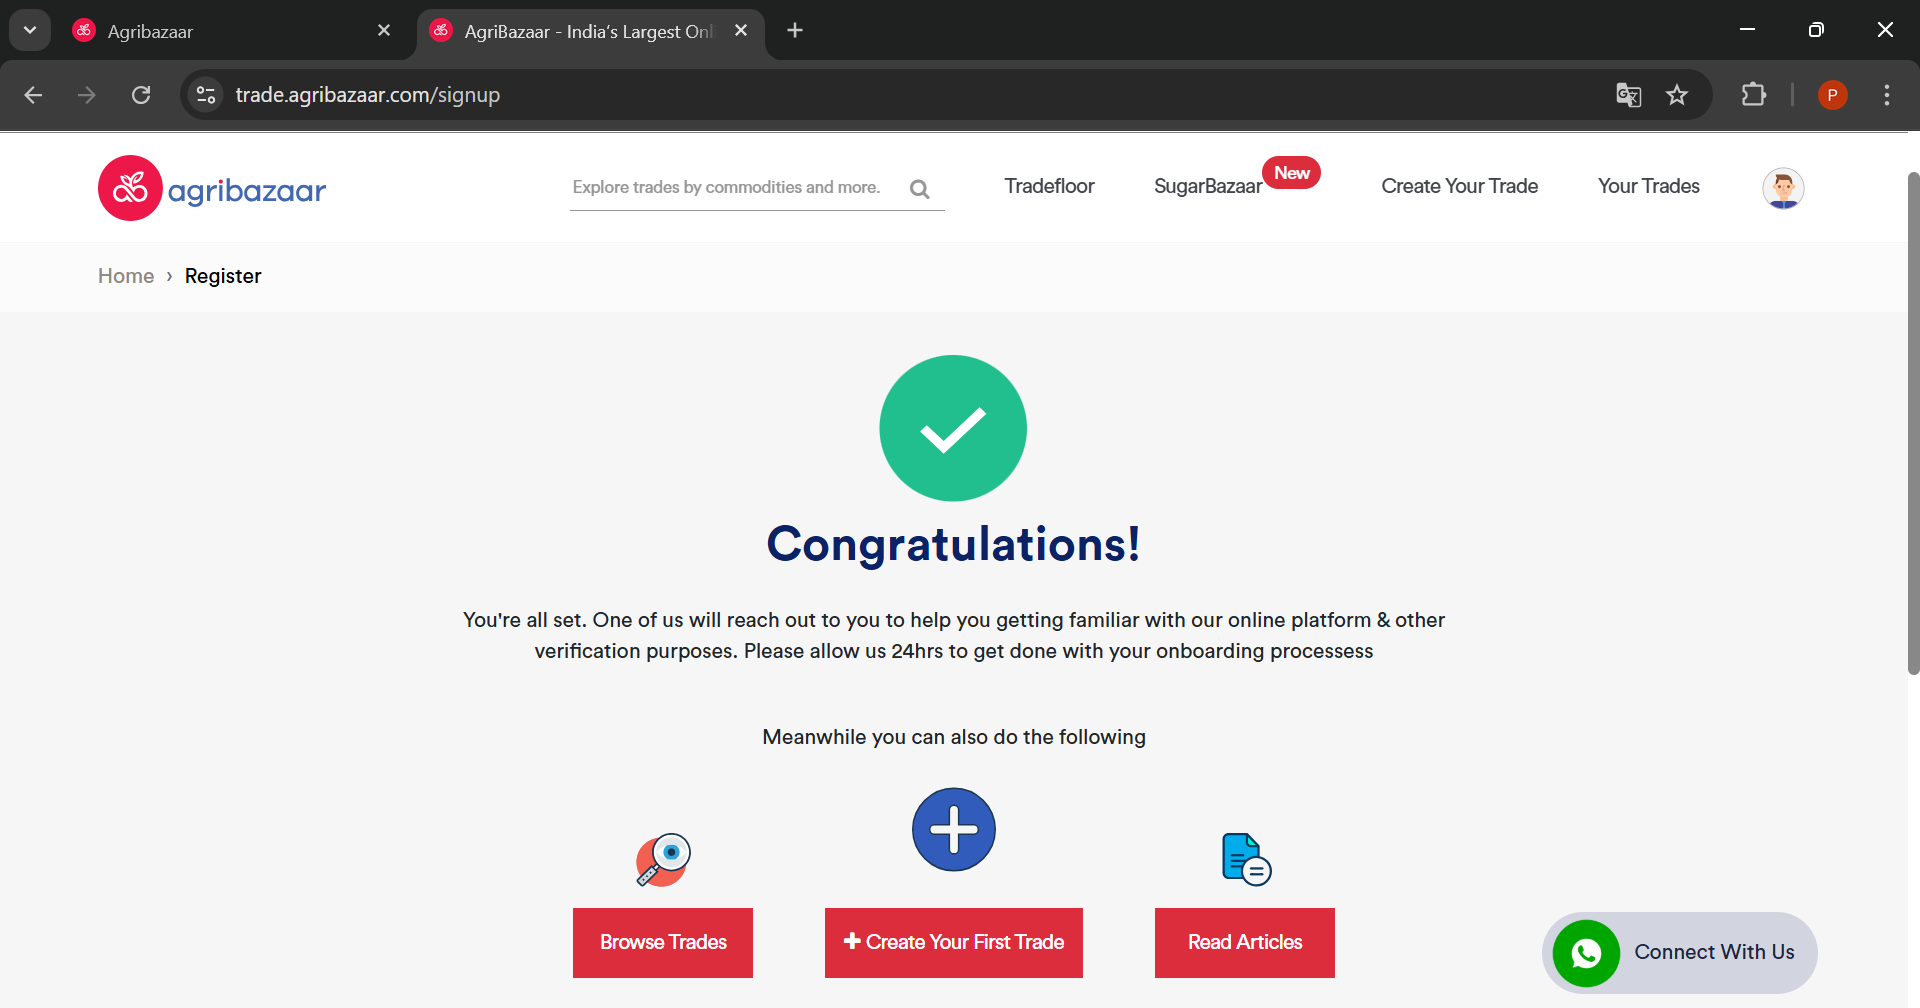 Agribazaar
AgriBazaar - India's Largest Onl
trade.agribazaar.com/signup
P
agribazaar
Explore trades by commodities and more.
Tradefloor
SugarBazaar
New
Create Your Trade
Your Trades
Home › Register
Congratulations!
You're all set. One of us will reach out to you to help you getting familiar with our online platform & other
verification purposes. Please allow us 24hrs to get done with your onboarding processess
Meanwhile you can also do the following
Browse Trades
Create Your First Trade
Read Articles
Connect With Us